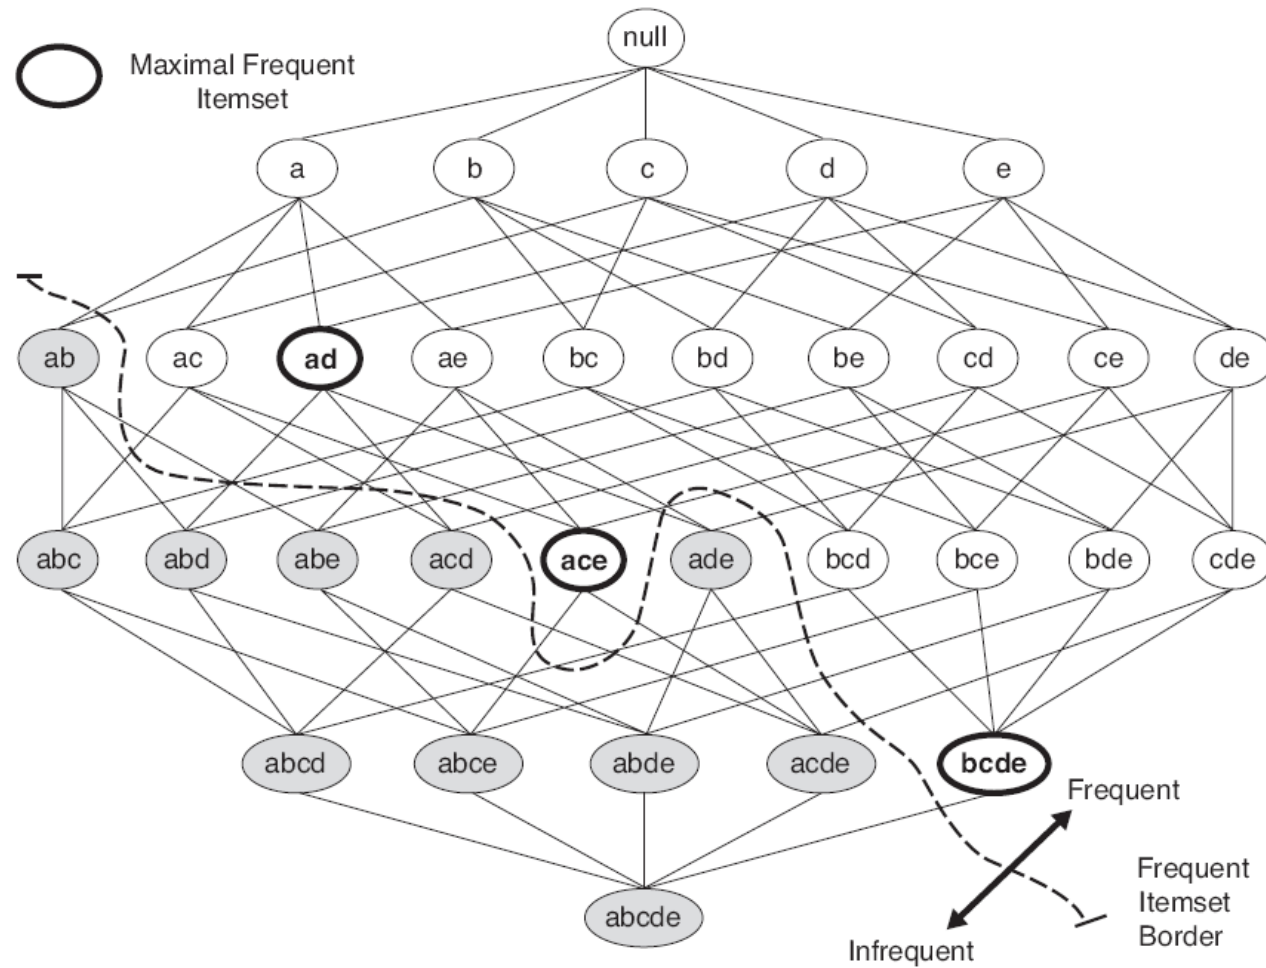 null
Maximal Frequent
Itemset
a b c d e
ab ac ad ae bc bd be cd ce de
abc abd abe acd ace ade bcd bce bde cde
abcd abce abde acde bcde
Frequent
Frequent
Itemset
Border
abcde
Infrequent